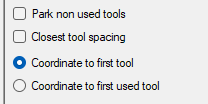 Park non used tools
Closest tool spacing
Coordinate to first tool
Coordinate to first used tool